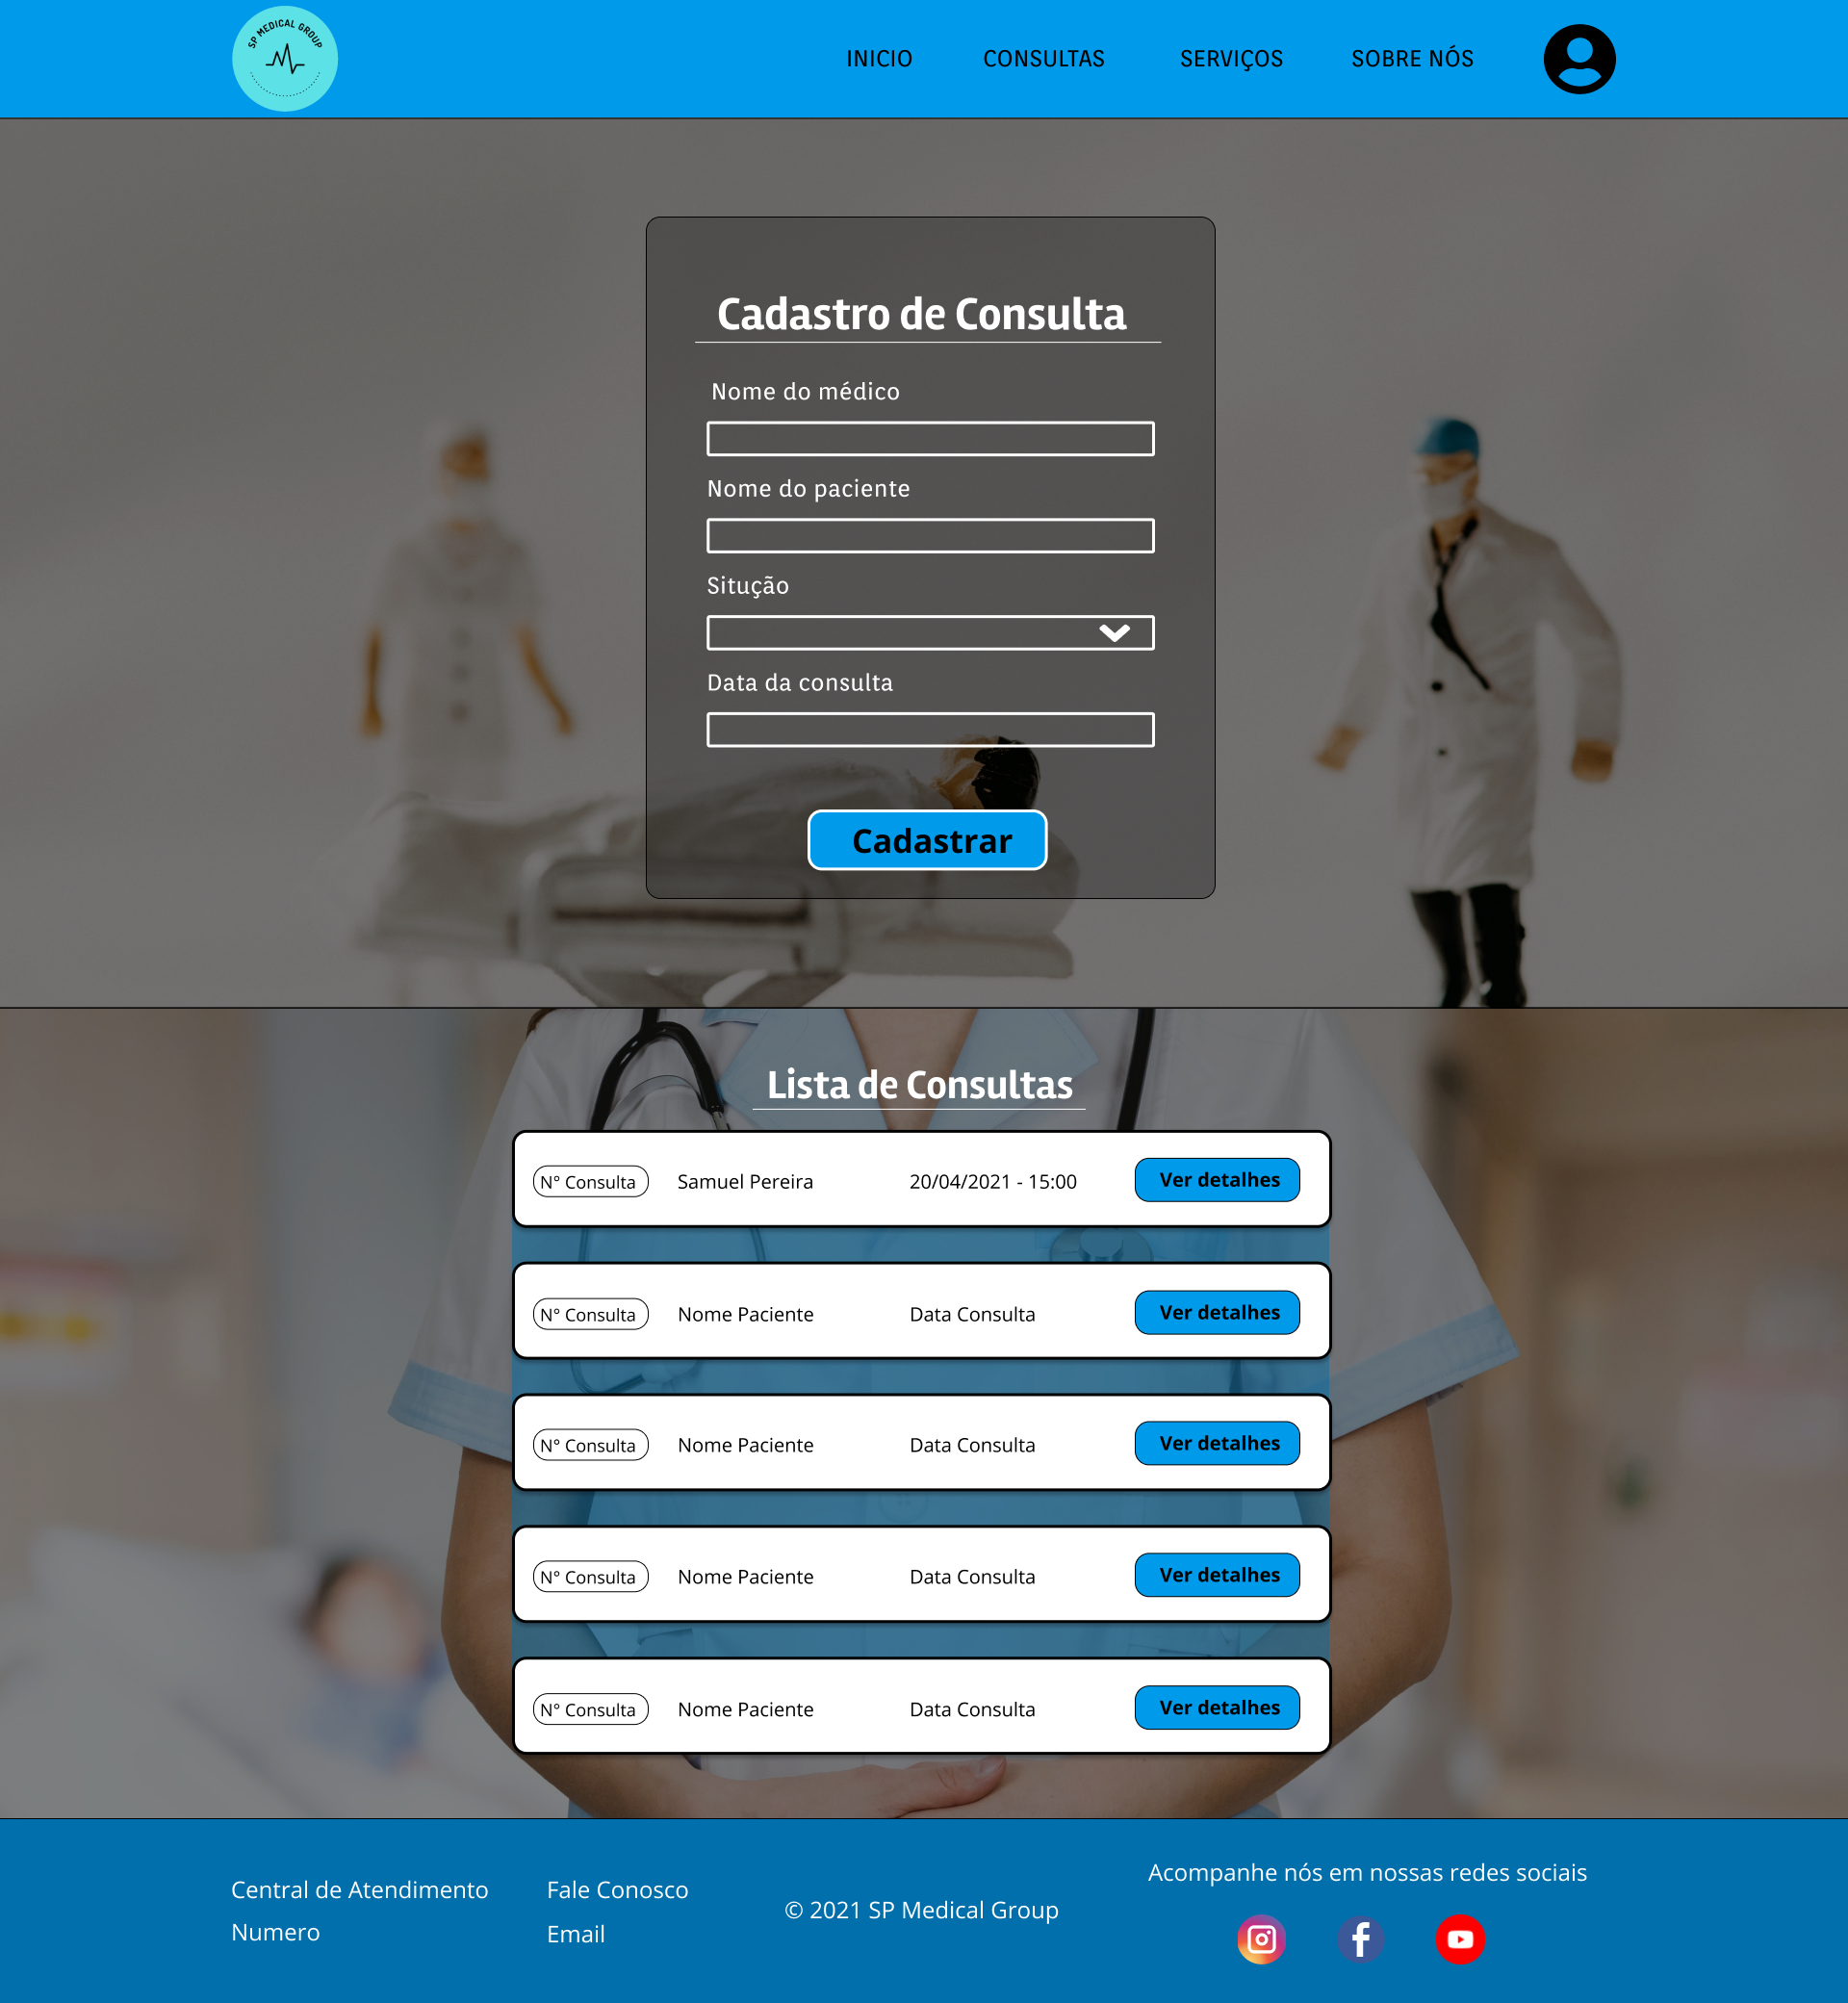 SP MEDICAL GROUP
INICIO CONSULTAS SERVIÇOS SOBRE NÓS
Cadastro de Consulta
Nome do médico
Nome do paciente
Situção
Data da consulta
Cadastrar
Lista de Consultas
N° Consulta Samuel Pereira 20/04/2021 - 15:00 Ver detalhes
N° Consulta Nome Paciente Data Consulta Ver detalhes
N° Consulta Nome Paciente Data Consulta Ver detalhes
N° Consulta Nome Paciente Data Consulta Ver detalhes
N° Consulta Nome Paciente Data Consulta Ver detalhes
Central de Atendimento
Numero
Fale Conosco
Email
© 2021 SP Medical Group
Acompanhe nós em nossas redes sociais